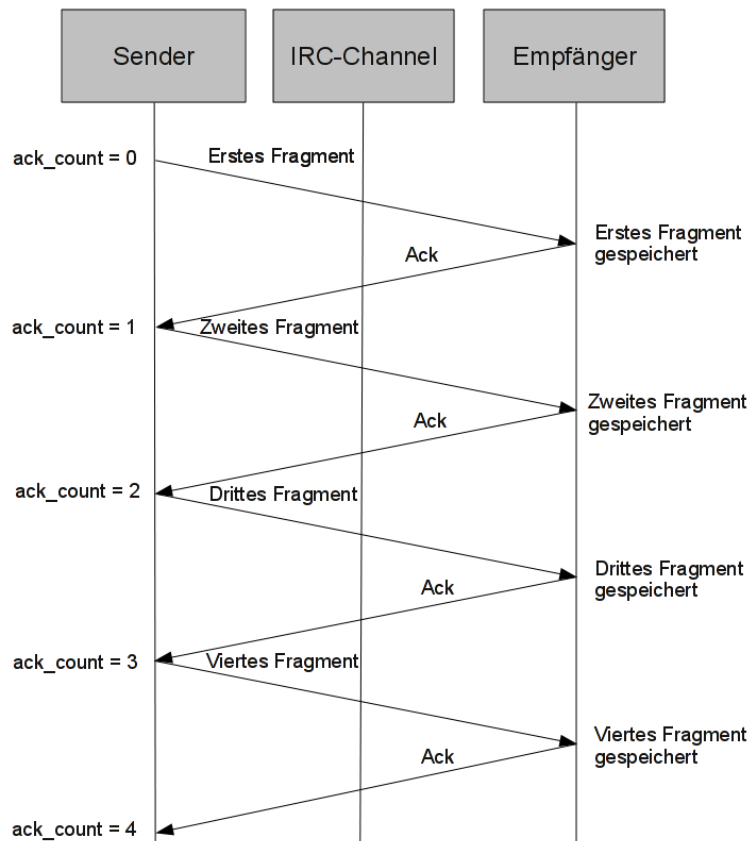 Sender
IRC-Channel
Empfänger
ack_count = 0
Erstes Fragment
Erstes Fragment
gespeichert
Ack
ack_count = 1
Zweites Fragment
Zweites Fragment
gespeichert
Ack
ack_count = 2
Drittes Fragment
Drittes Fragment
gespeichert
Ack
ack_count = 3
Viertes Fragment
Viertes Fragment
gespeichert
Ack
ack_count = 4